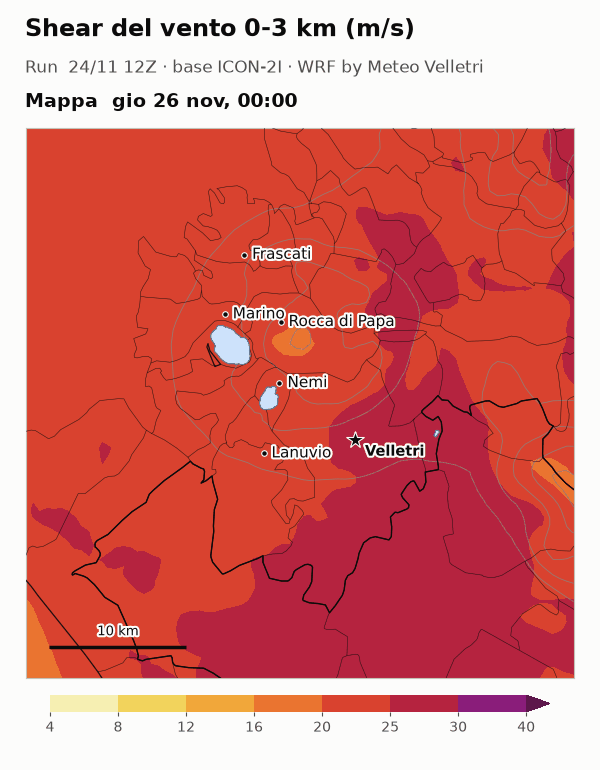 Shear del vento 0-3 km (m/s)
Run  24/11 12Z · base ICON-2I · WRF by Meteo Velletri
Mappa  gio 26 nov, 00:00
Frascati
Marino
Rocca di Papa
Nemi
Velletri
Lanuvio
10 km
4 8 12 16 20 25 30 40